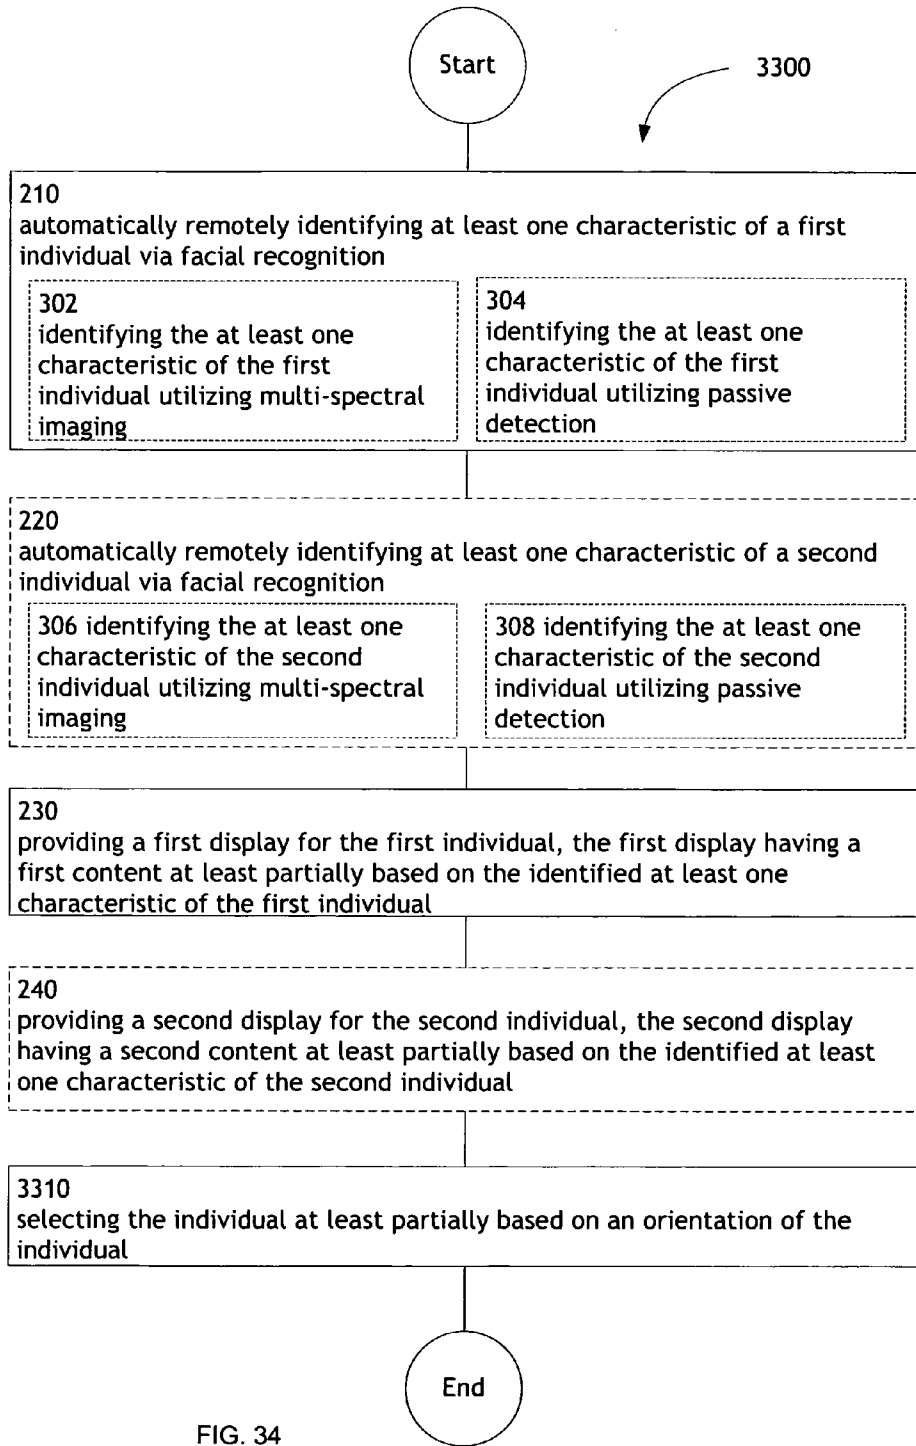 Start
3300
210
automatically remotely identifying at least one characteristic of a first
individual via facial recognition
302
identifying the at least one
characteristic of the first
individual utilizing multi-spectral
imaging
304
identifying the at least one
characteristic of the first
individual utilizing passive
detection
220
automatically remotely identifying at least one characteristic of a second
individual via facial recognition
306 identifying the at least one
characteristic of the second
individual utilizing multi-spectral
imaging
308 identifying the at least one
characteristic of the second
individual utilizing passive
detection
230
providing a first display for the first individual, the first display having a
first content at least partially based on the identified at least one
characteristic of the first individual
240
providing a second display for the second individual, the second display
having a second content at least partially based on the identified at least
one characteristic of the second individual
3310
selecting the individual at least partially based on an orientation of the
individual
End
FIG. 34